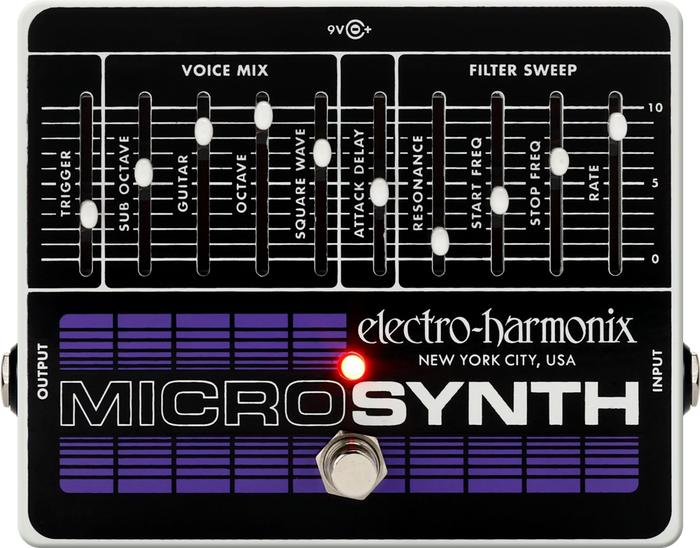 9V
- +
VOICE MIX
FILTER SWEEP
TRIGGER
SUB OCTAVE
GUITAR
OCTAVE
SQUARE WAVE
ATTACK DELAY
RESONANCE
START FREQ
STOP FREQ
RATE
10
5
0
electro-harmonix
NEW YORK CITY, USA
OUTPUT
INPUT
MICROSYNTH